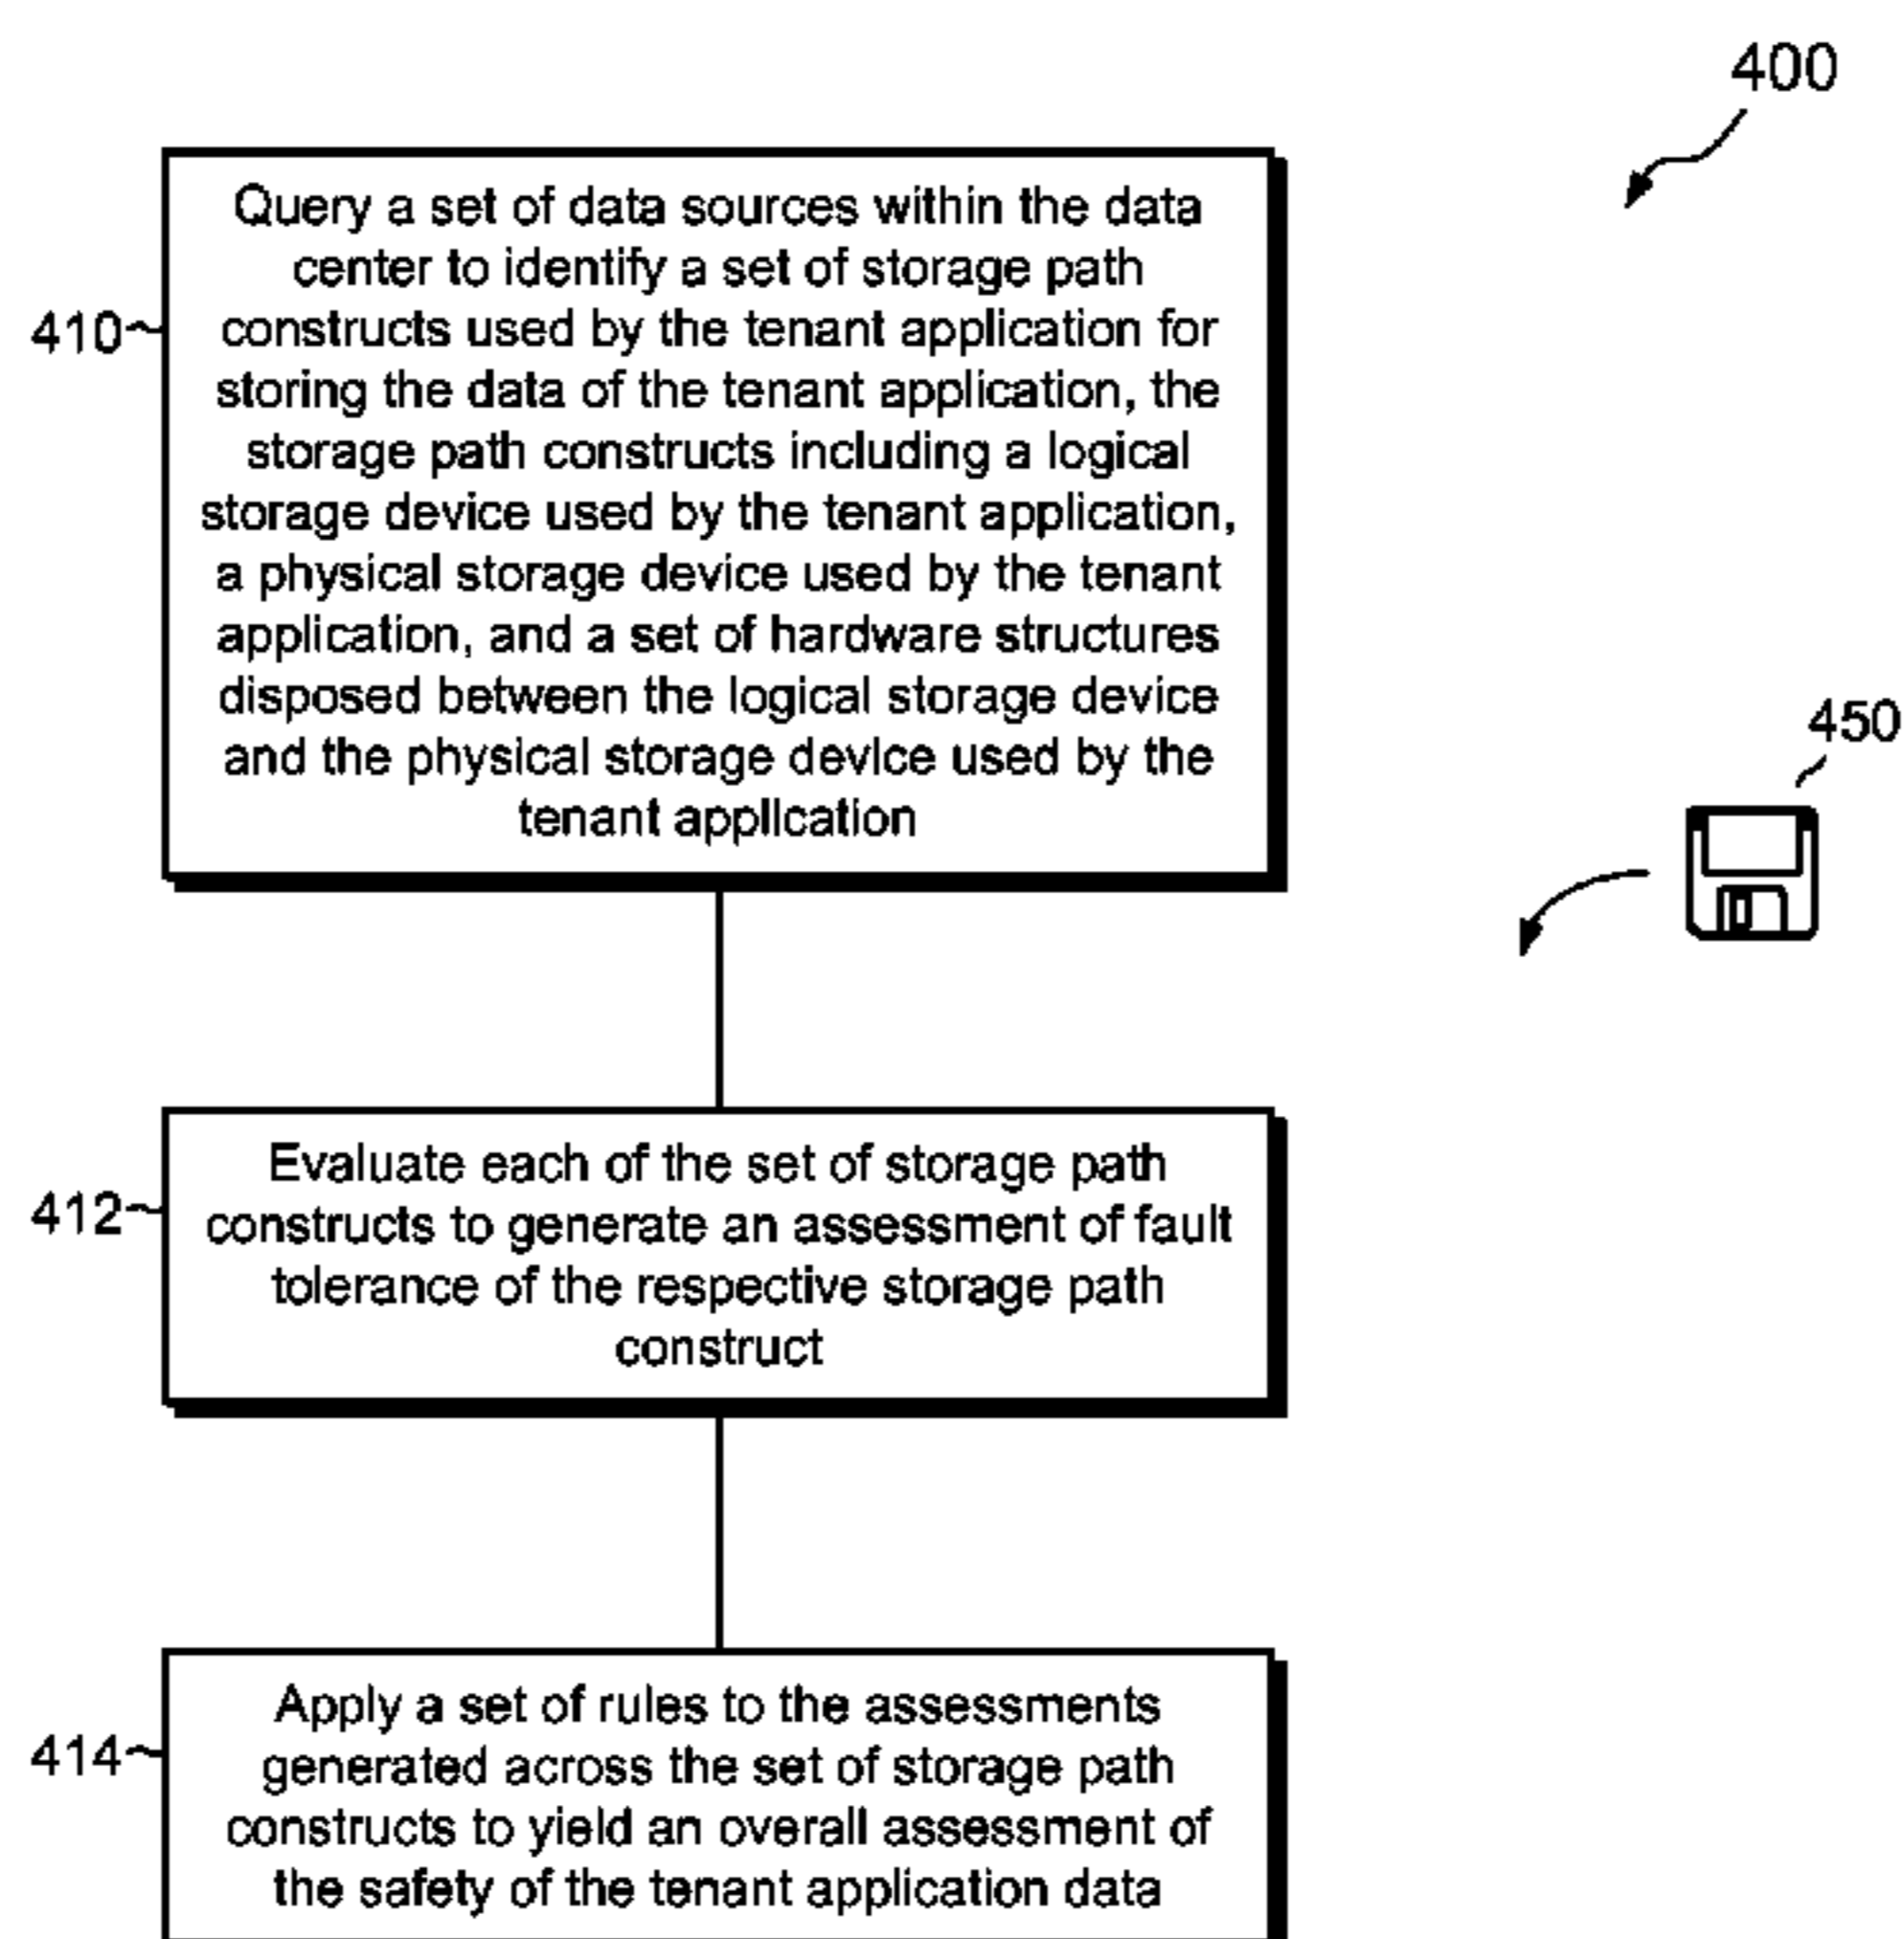 400
Query a set of data sources within the data
center to identify a set of storage path
constructs used by the tenant application for
storing the data of the tenant application, the
storage path constructs including a logical
storage device used by the tenant application,
a physical storage device used by the tenant
application, and a set of hardware structures
disposed between the logical storage device
and the physical storage device used by the
tenant application
410
450
Evaluate each of the set of storage path
constructs to generate an assessment of fault
tolerance of the respective storage path
construct
412
Apply a set of rules to the assessments
generated across the set of storage path
constructs to yield an overall assessment of
the safety of the tenant application data
414